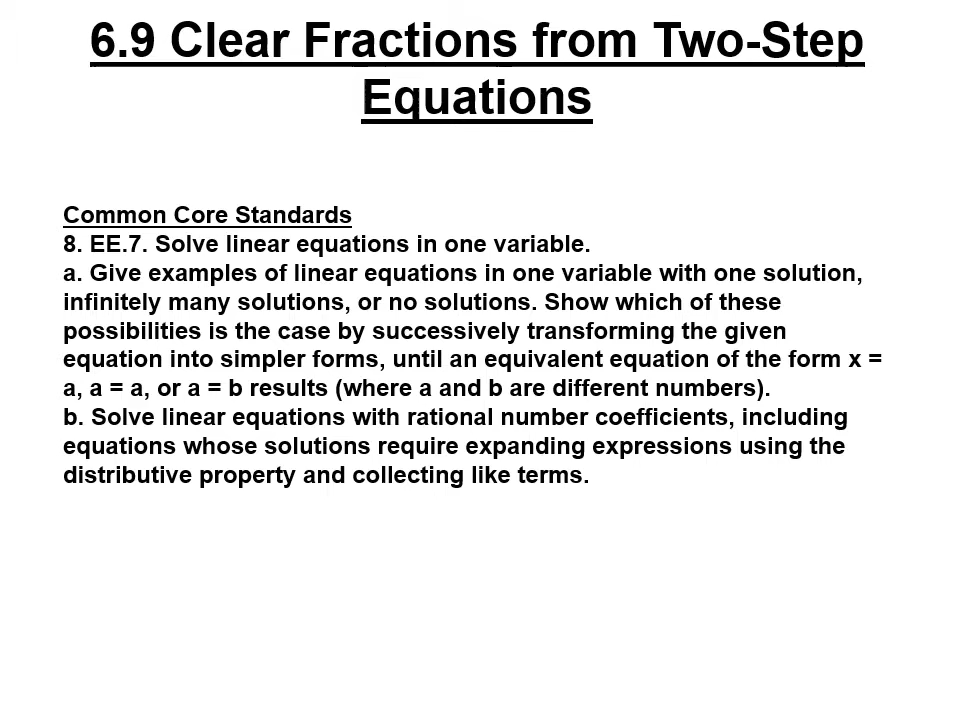 6.9 Clear Fractions from Two-Step
Equations
Common Core Standards
8. EE.7. Solve linear equations in one variable.
a. Give examples of linear equations in one variable with one solution,
infinitely many solutions, or no solutions. Show which of these
possibilities is the case by successively transforming the given
equation into simpler forms, until an equivalent equation of the form x =
a, a = a, or a = b results (where a and b are different numbers).
b. Solve linear equations with rational number coefficients, including
equations whose solutions require expanding expressions using the
distributive property and collecting like terms.